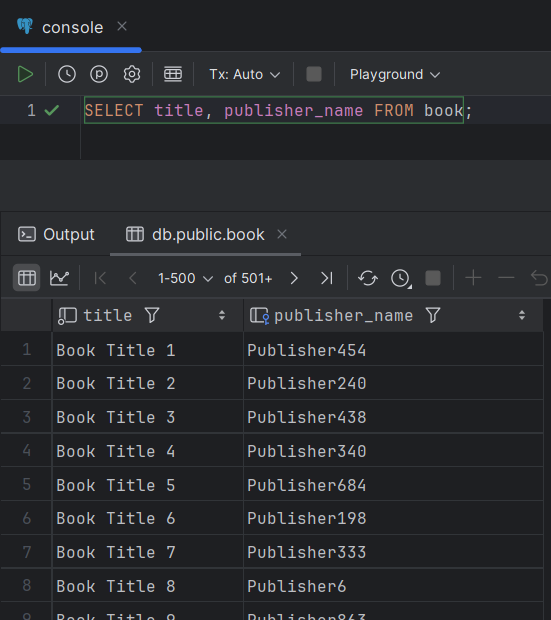 console
Tx: Auto
Playground
1 SELECT title, publisher_name FROM book;
Output
db.public.book
1-500 of 501+
title publisher_name
1 Book Title 1 Publisher454
2 Book Title 2 Publisher240
3 Book Title 3 Publisher438
4 Book Title 4 Publisher340
5 Book Title 5 Publisher684
6 Book Title 6 Publisher198
7 Book Title 7 Publisher333
8 Book Title 8 Publisher6
9 Book Title 9 Publisher863